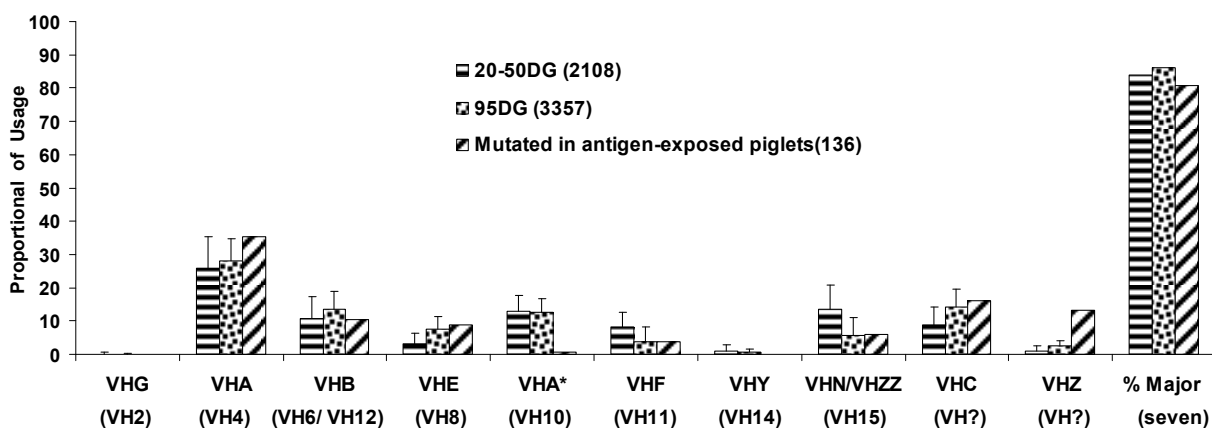 Proportional of Usage
100
90
80
70
60
50
40
30
20
10
0
20-50DG (2108)
95DG (3357)
Mutated in antigen-exposed piglets(136)
VHG VHA VHB VHE VHA* VHF VHY VHN/VHZZ VHC VHZ % Major
(VH2) (VH4) (VH6/ VH12) (VH8) (VH10) (VH11) (VH14) (VH15) (VH?) (VH?) (seven)